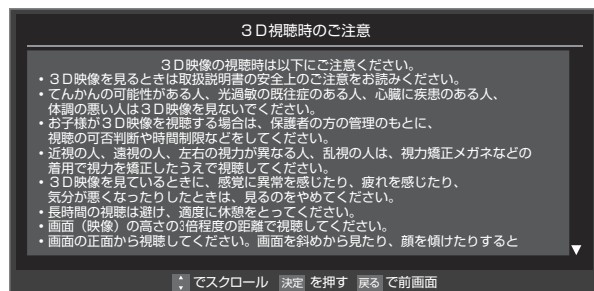 ３Ｄ視聴時のご注意
３Ｄ映像の視聴時は以下にご注意ください。
・３Ｄ映像を見るときは取扱説明書の安全上のご注意をお読みください。
・てんかんの可能性がある人、光過敏の既往症のある人、心臓に疾患のある人、
体調の悪い人は３Ｄ映像を見ないでください。
・お子様が３Ｄ映像を視聴する場合は、保護者の方の管理のもとに、
視聴の可否判断や時間制限などをしてください。
・近視の人、遠視の人、左右の視力が異なる人、乱視の人は、視力矯正メガネなどの
着用で視力を矯正したうえで視聴してください。
・３Ｄ映像を見ているときに、感覚に異常を感じたり、疲れを感じたり、
気分が悪くなったりしたときは、見るのをやめてください。
・長時間の視聴は避け、適度に休憩をとってください。
・画面（映像）の高さの3倍程度の距離で視聴してください。
・画面の正面から視聴してください。画面を斜めから見たり、顔を傾けたりすると
でスクロール 決定 を押す 戻る で前画面